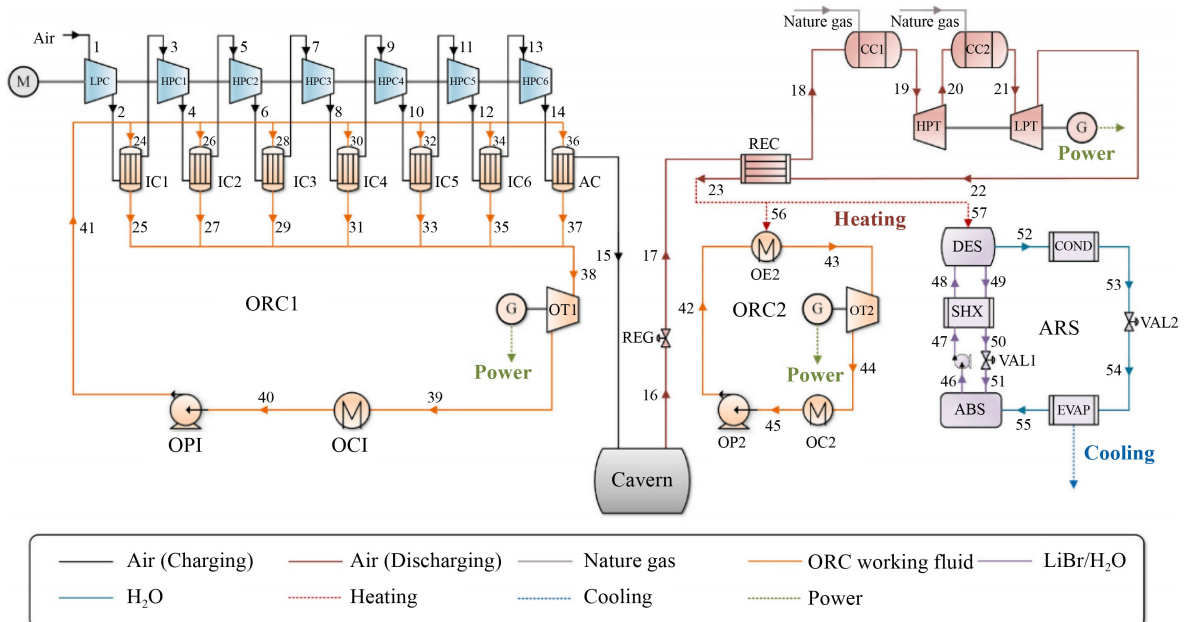 Nature gas
Nature gas
Air
1
3
5
7
9
11
13
CC1
CC2
M
LPC
HPC1
HPC2
HPC3
HPC4
HPC5
HPC6
18
19
20
21
2
4
6
8
10
12
14
HPT
LPT
G
Power
24
26
28
30
32
34
36
REC
IC1
IC2
IC3
IC4
IC5
IC6
AC
23
22
56
Heating
57
41
25
27
29
31
33
35
37
15
17
OE2
43
DES
52
COND
38
48
49
53
ORC1
G
OT1
REG
42
ORC2
G
OT2
SHX
ARS
VAL2
47
50
VAL1
Power
Power
44
54
16
46
51
40
39
45
ABS
55
EVAP
OPI
OCI
OP2
OC2
Cooling
Cavern
Air (Charging)
Air (Discharging)
Nature gas
ORC working fluid
LiBr/H₂O
H₂O
Heating
Cooling
Power